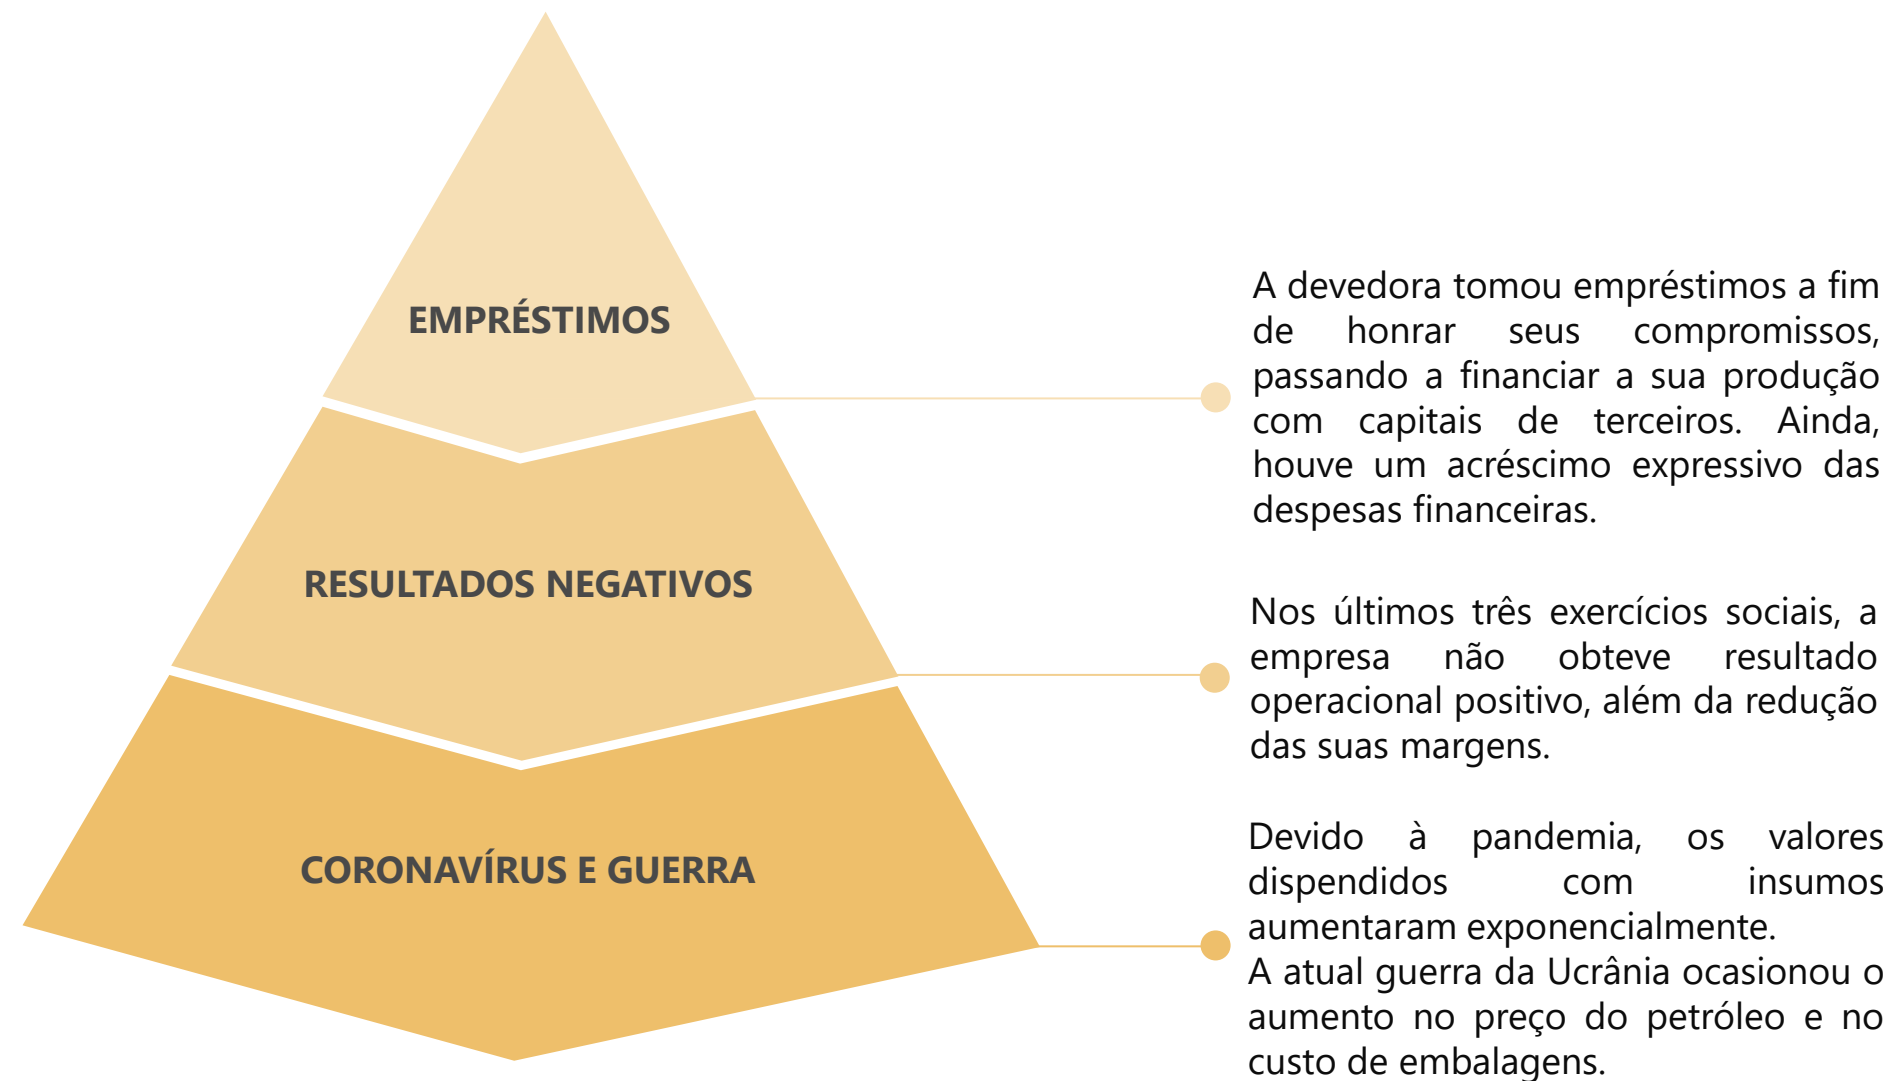 EMPRÉSTIMOS
A devedora tomou empréstimos a fim
de honrar seus compromissos,
passando a financiar a sua produção
com capitais de terceiros. Ainda,
houve um acréscimo expressivo das
despesas financeiras.
RESULTADOS NEGATIVOS
Nos últimos três exercícios sociais, a
empresa não obteve resultado
operacional positivo, além da redução
das suas margens.
CORONAVÍRUS E GUERRA
Devido à pandemia, os valores
dispendidos com insumos
aumentaram exponencialmente.
A atual guerra da Ucrânia ocasionou o
aumento no preço do petróleo e no
custo de embalagens.